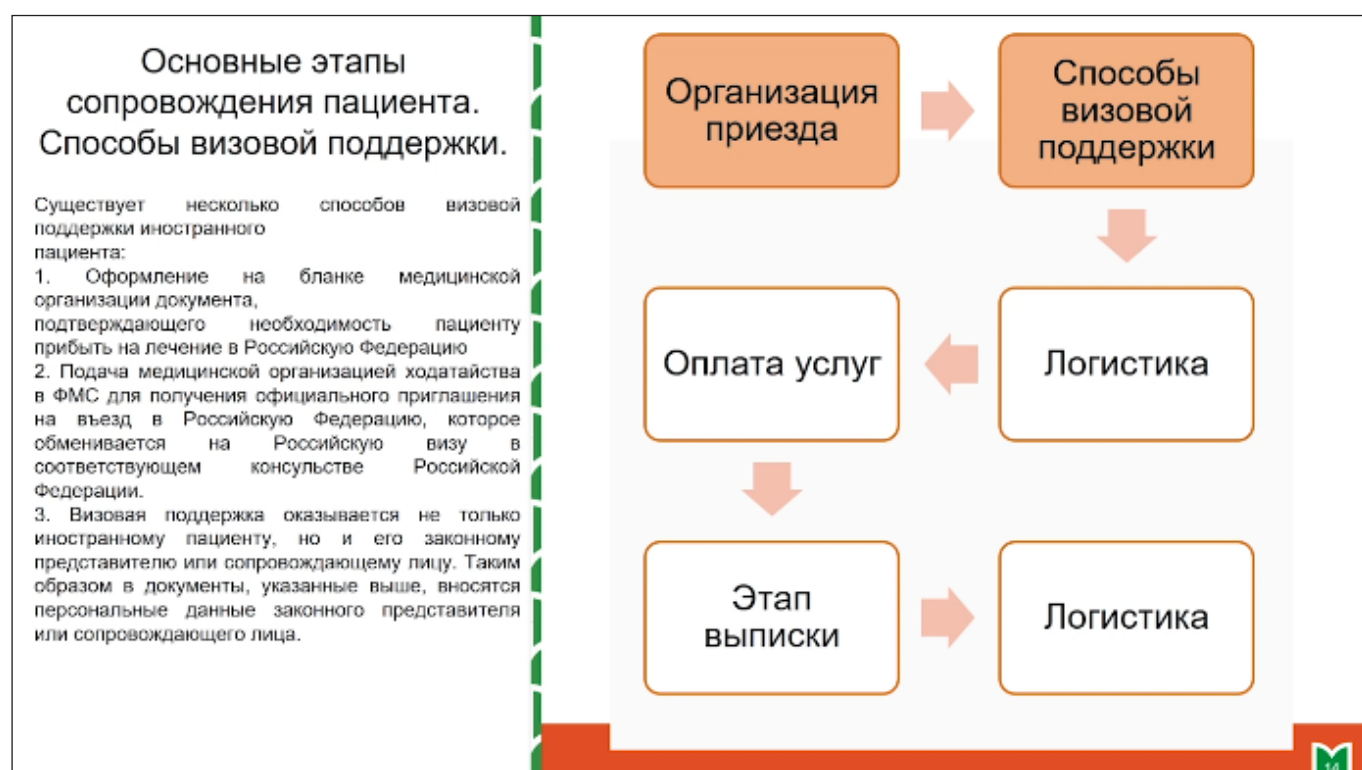 Основные этапы
сопровождения пациента.
Способы визовой поддержки.
Существует несколько способов визовой
поддержки иностранного
пациента:
1. Оформление на бланке медицинской
организации документа,
подтверждающего необходимость пациенту
прибыть на лечение в Российскую Федерацию
2. Подача медицинской организацией ходатайства
в ФМС для получения официального приглашения
на въезд в Российскую Федерацию, которое
обменивается на Российскую визу в
соответствующем консульстве Российской
Федерации.
3. Визовая поддержка оказывается не только
иностранному пациенту, но и его законному
представителю или сопровождающему лицу. Таким
образом в документы, указанные выше, вносятся
персональные данные законного представителя
или сопровождающего лица.
Организация
приезда
Способы
визовой
поддержки
Оплата услуг
Логистика
Этап
выписки
Логистика
14